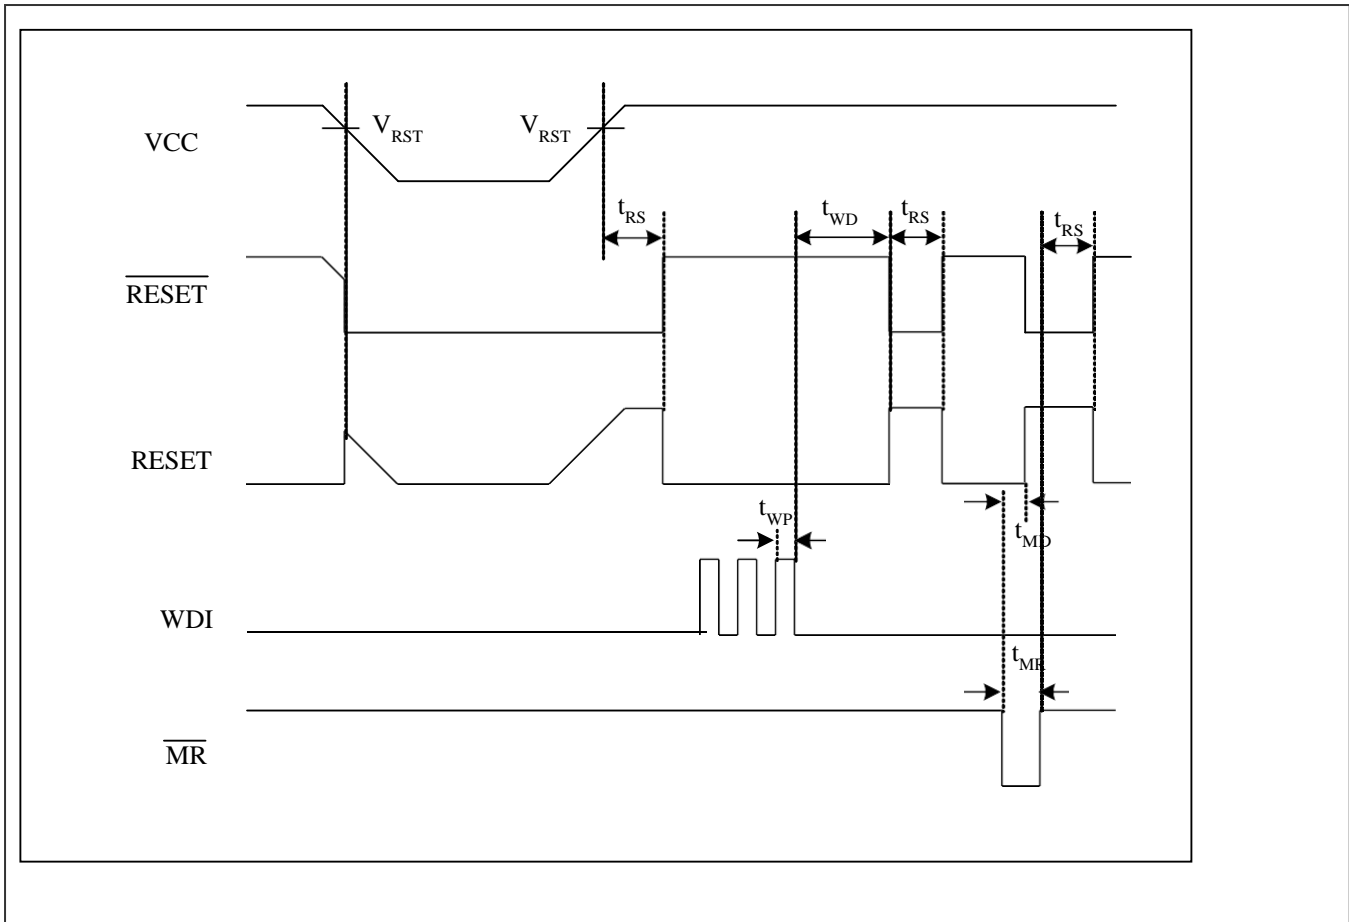 VCC
V_RST
V_RST
t_RS
t_WD
t_RS
t_RS
RESET
RESET
t_WP
t_MD
WDI
t_MR
MR